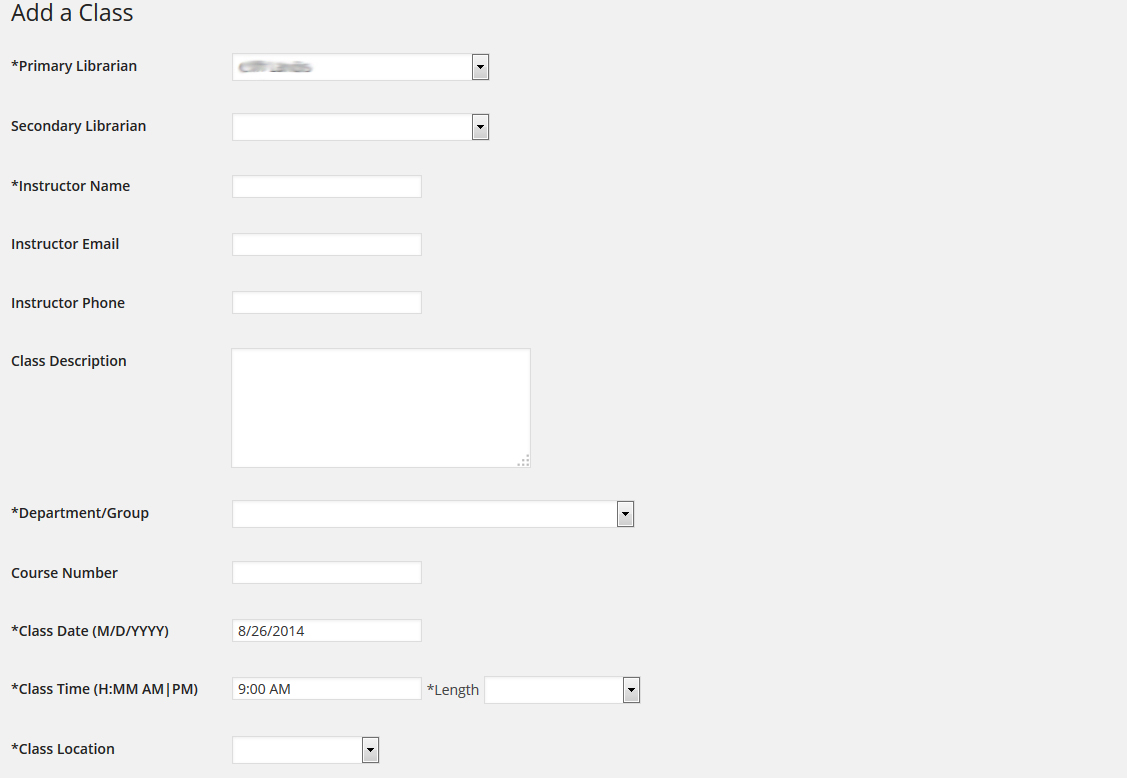 Add a Class
*Primary Librarian
Secondary Librarian
*Instructor Name
Instructor Email
Instructor Phone
Class Description
*Department/Group
Course Number
*Class Date (M/D/YYYY) 8/26/2014
*Class Time (H:MM AM|PM) 9:00 AM *Length
*Class Location